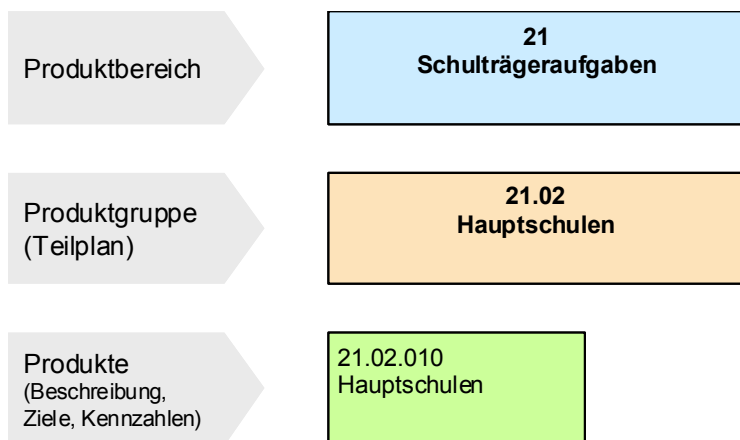 Produktbereich
21
Schulträgeraufgaben
Produktgruppe
(Teilplan)
21.02
Hauptschulen
Produkte
(Beschreibung,
Ziele, Kennzahlen)
21.02.010
Hauptschulen